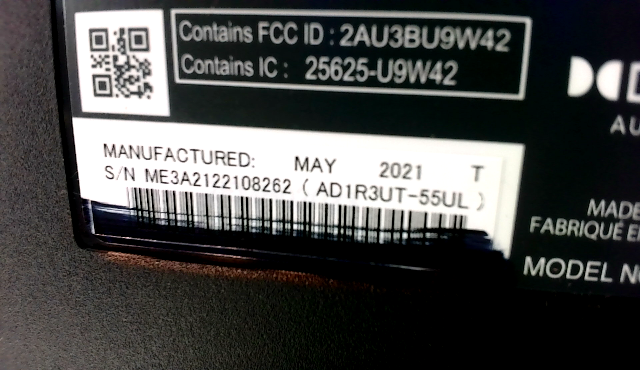 Contains FCC ID : 2AU3BU9W42
Contains IC : 25625-U9W42
AU
MANUFACTURED: MAY 2021 T
S/N ME3A2122108262 ( AD1R3UT-55UL )
MADE
FABRIQUÉ E
MODEL N